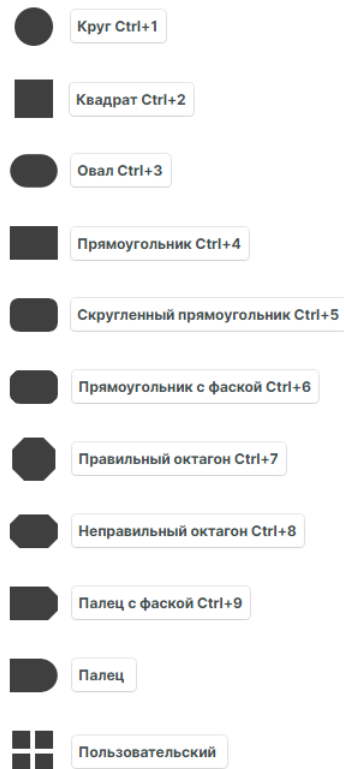 Круг Ctrl+1
Квадрат Ctrl+2
Овал Ctrl+3
Прямоугольник Ctrl+4
Скругленный прямоугольник Ctrl+5
Прямоугольник с фаской Ctrl+6
Правильный октагон Ctrl+7
Неправильный октагон Ctrl+8
Палец с фаской Ctrl+9
Палец
Пользовательский